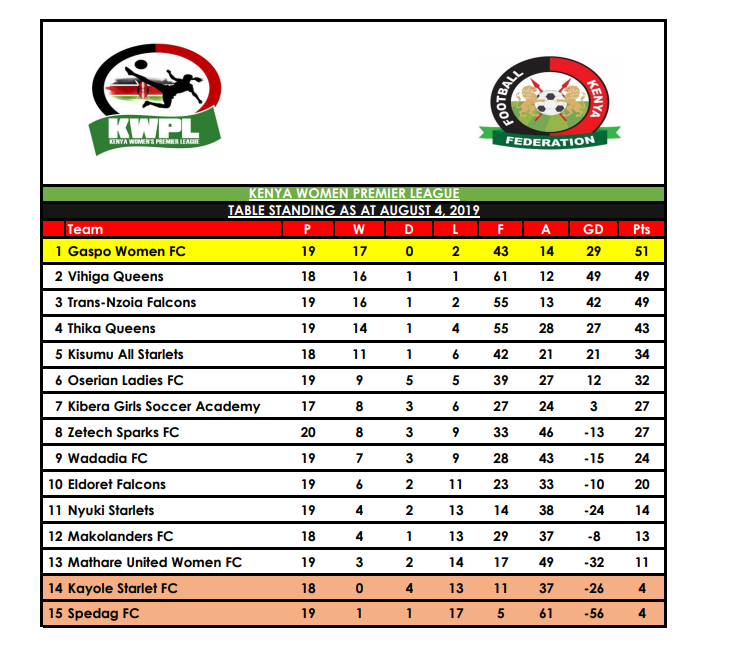 KWPL
KENYA WOMEN'S PREMIER LEAGUE
FOOTBALL KENYA
FEDERATION
KENYA WOMEN PREMIER LEAGUE
TABLE STANDING AS AT AUGUST 4, 2019
Team P W D L F A GD Pts
1 Gaspo Women FC 19 17 0 2 43 14 29 51
2 Vihiga Queens 18 16 1 1 61 12 49 49
3 Trans-Nzoia Falcons 19 16 1 2 55 13 42 49
4 Thika Queens 19 14 1 4 55 28 27 43
5 Kisumu All Starlets 18 11 1 6 42 21 21 34
6 Oserian Ladies FC 19 9 5 5 39 27 12 32
7 Kibera Girls Soccer Academy 17 8 3 6 27 24 3 27
8 Zetech Sparks FC 20 8 3 9 33 46 -13 27
9 Wadadia FC 19 7 3 9 28 43 -15 24
10 Eldoret Falcons 19 6 2 11 23 33 -10 20
11 Nyuki Starlets 19 4 2 13 14 38 -24 14
12 Makolanders FC 18 4 1 13 29 37 -8 13
13 Mathare United Women FC 19 3 2 14 17 49 -32 11
14 Kayole Starlet FC 18 0 4 13 11 37 -26 4
15 Spedag FC 19 1 1 17 5 61 -56 4